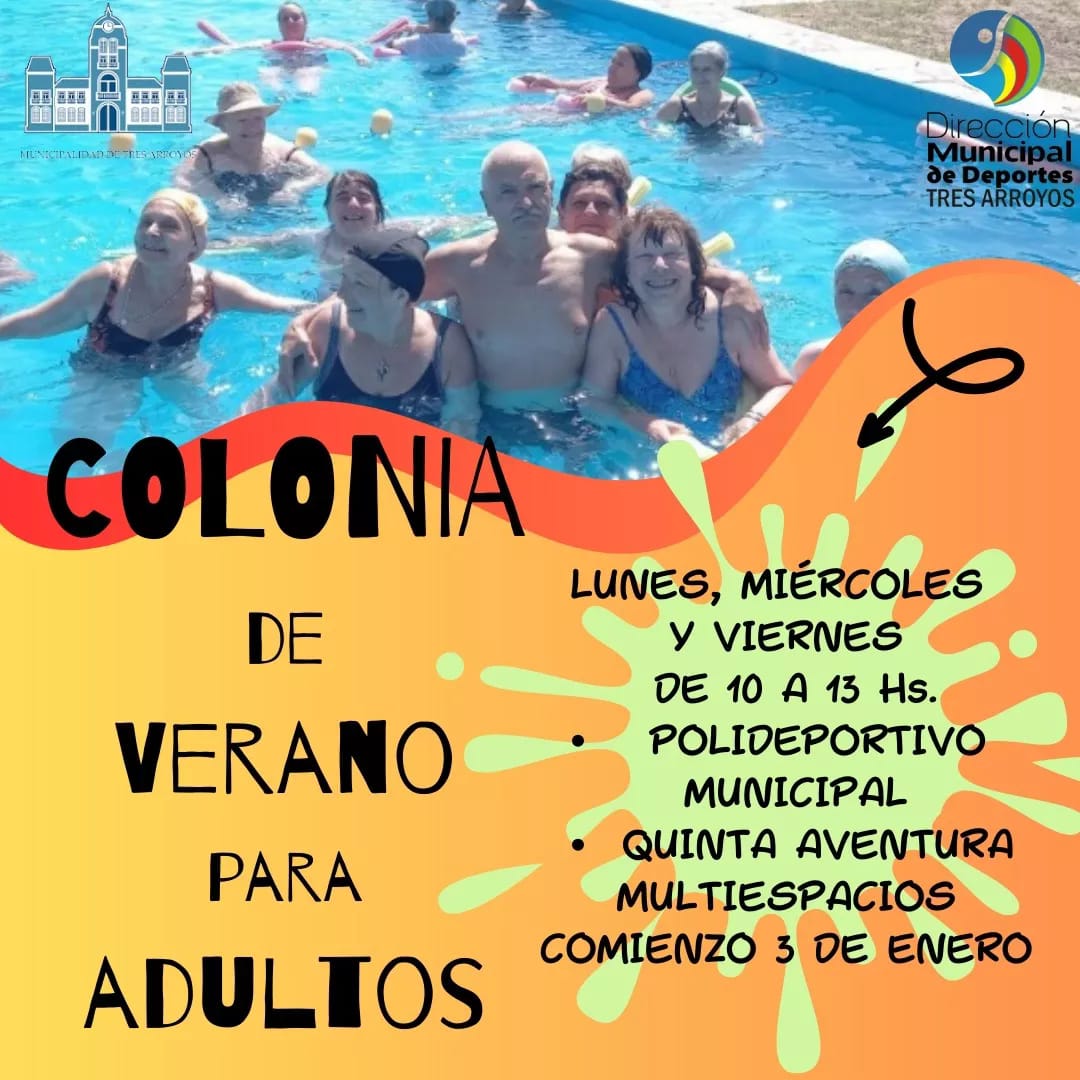 MUNICIPALIDAD DE TRES ARROYOS
Dirección
Municipal
de Deportes
TRES ARROYOS
COLONIA
DE
VERANO
PARA
ADULTOS
LUNES, MIÉRCOLES
Y VIERNES
DE 10 A 13 Hs.
• POLIDEPORTIVO
MUNICIPAL
• QUINTA AVENTURA
MULTIESPACIOS
COMIENZO 3 DE ENERO